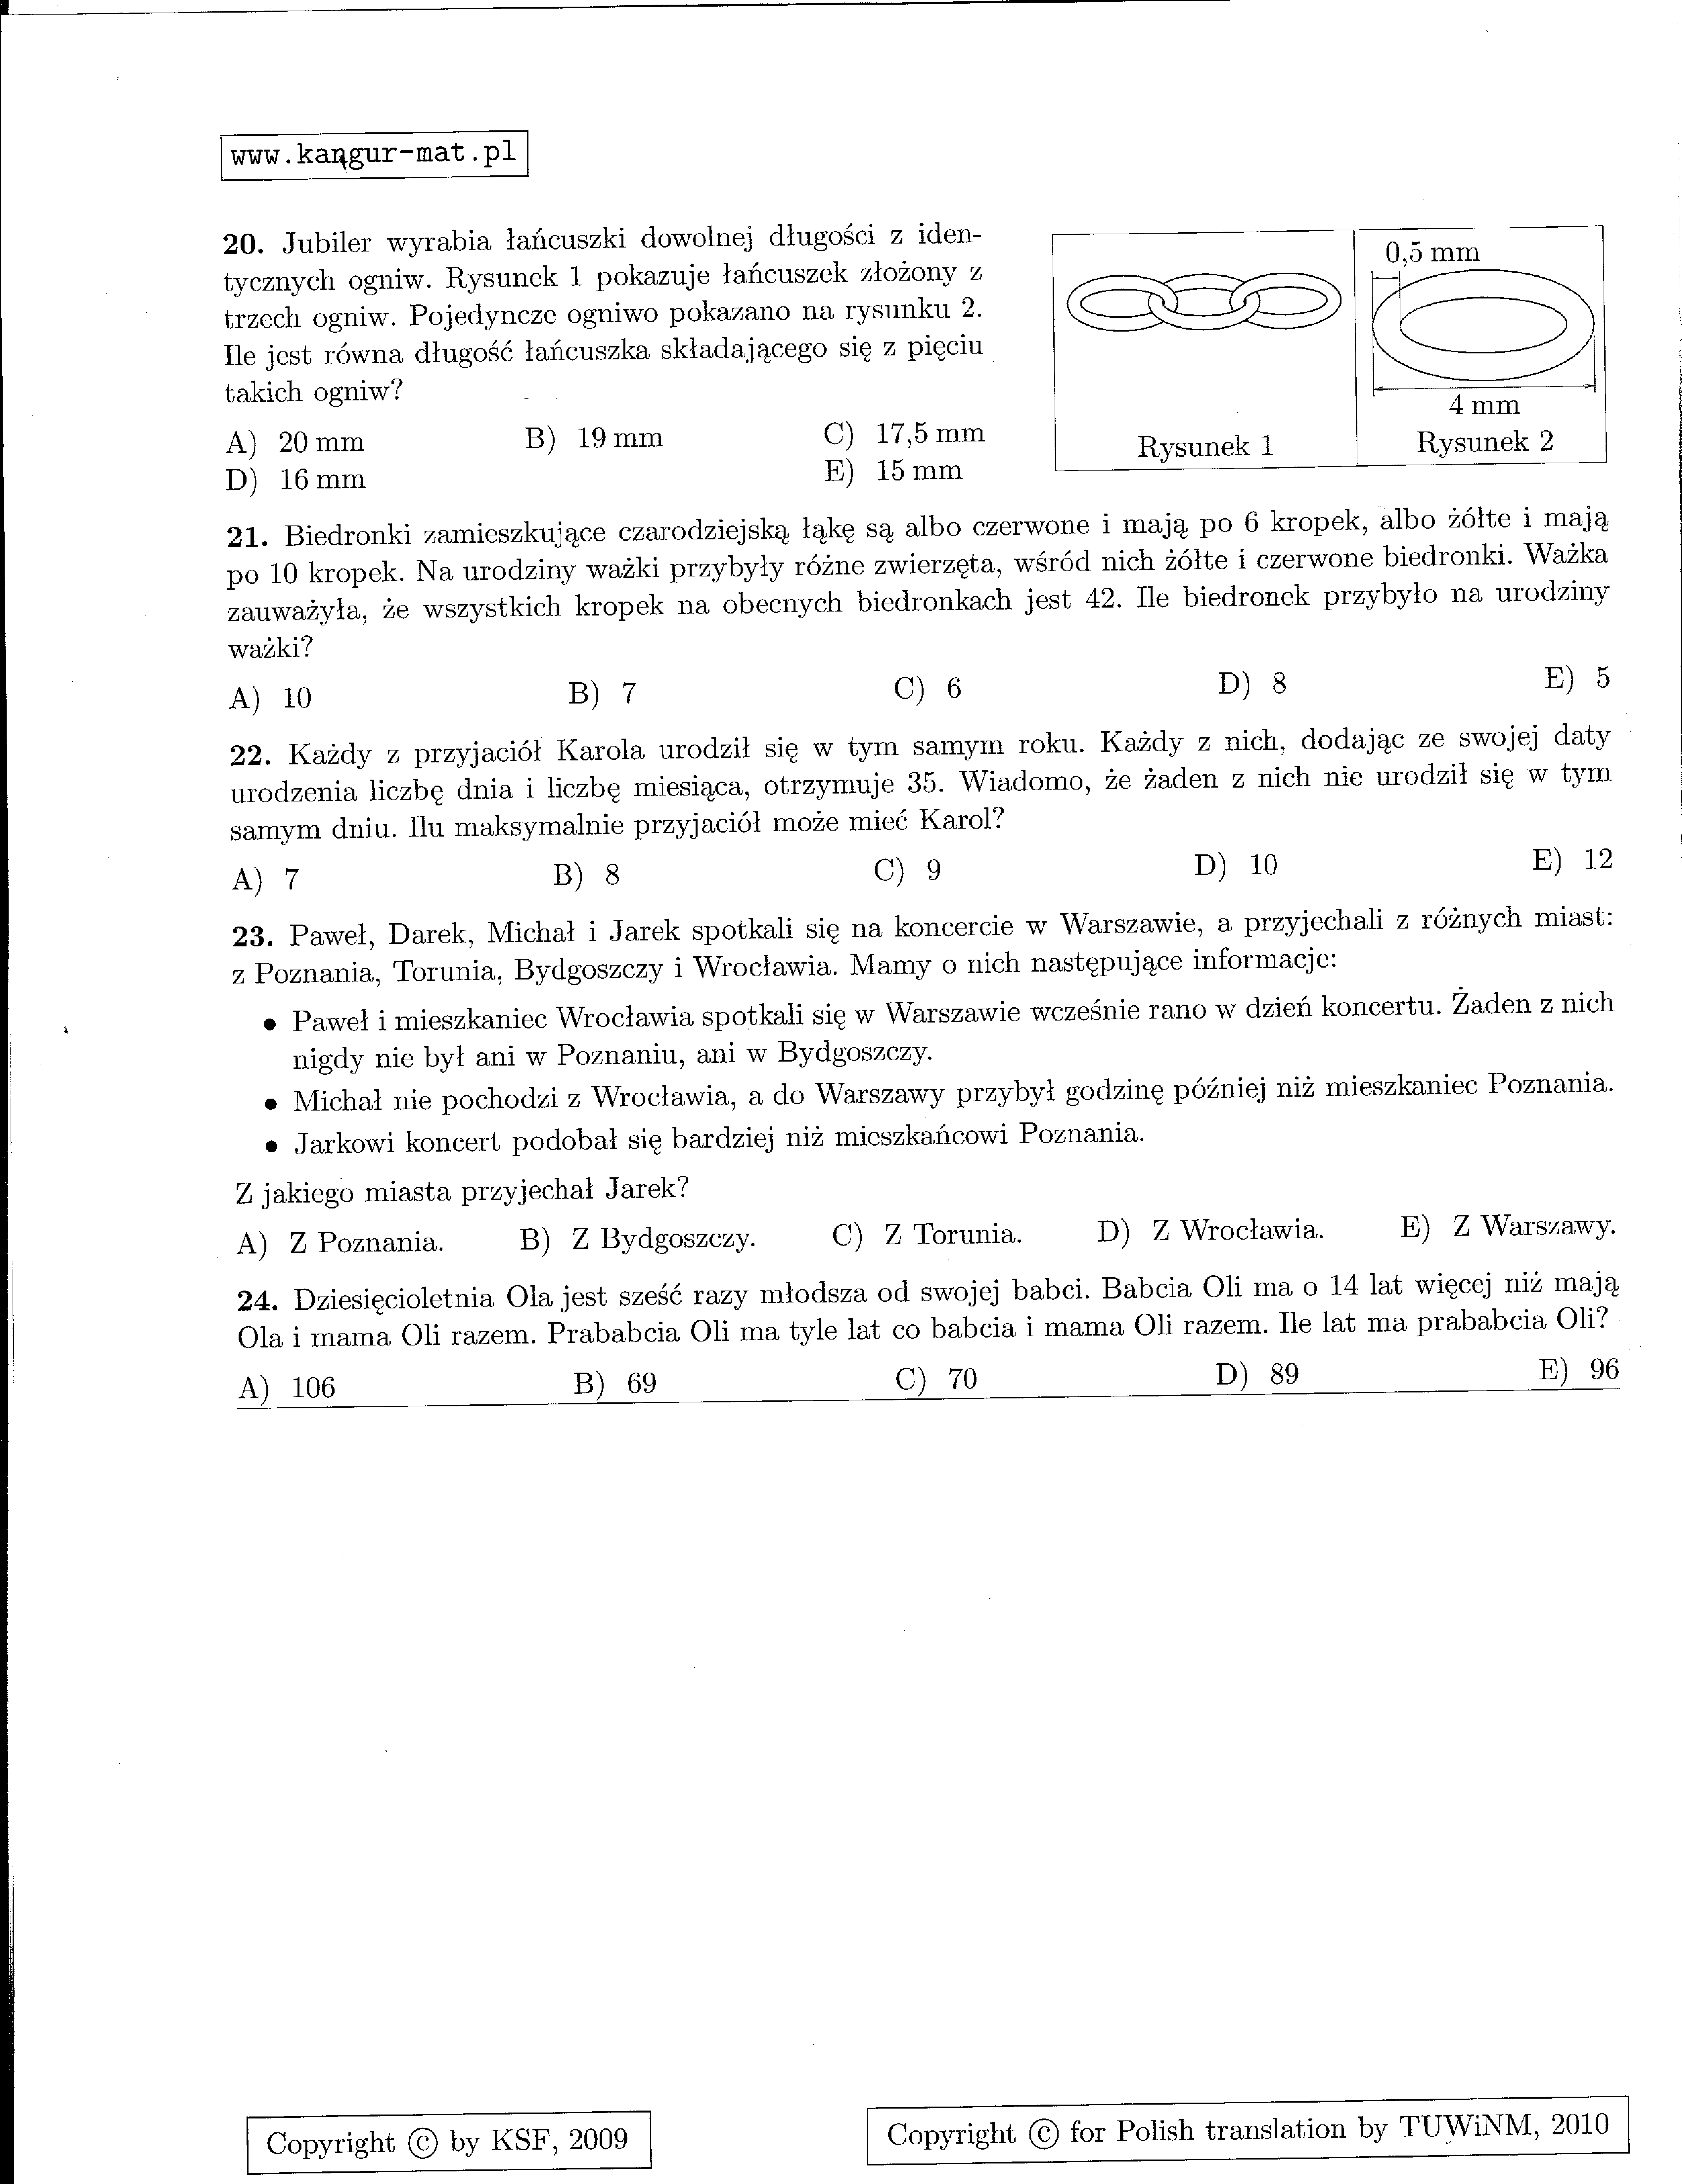 www.kangur-mat.pl
20. Jubiler wyrabia łańcuszki dowolnej długości z iden-
tycznych ogniw. Rysunek 1 pokazuje łańcuszek złożony z
trzech ogniw. Pojedyncze ogniwo pokazano na rysunku 2.
Ile jest równa długość łańcuszka składającego się z pięciu
takich ogniw?
A) 20 mm B) 19 mm C) 17,5 mm
D) 16 mm E) 15 mm
0,5 mm
4 mm
Rysunek 1 Rysunek 2
21. Biedronki zamieszkujące czarodziejską łąkę są albo czerwone i mają po 6 kropek, albo żółte i mają
po 10 kropek. Na urodziny ważki przybyły różne zwierzęta, wśród nich żółte i czerwone biedronki. Ważka
zauważyła, że wszystkich kropek na obecnych biedronkach jest 42. Ile biedronek przybyło na urodziny
ważki?
A) 10 B) 7 C) 6 D) 8 E) 5
22. Każdy z przyjaciół Karola urodził się w tym samym roku. Każdy z nich, dodając ze swojej daty
urodzenia liczbę dnia i liczbę miesiąca, otrzymuje 35. Wiadomo, że żaden z nich nie urodził się w tym
samym dniu. Ilu maksymalnie przyjaciół może mieć Karol?
A) 7 B) 8 C) 9 D) 10 E) 12
23. Paweł, Darek, Michał i Jarek spotkali się na koncercie w Warszawie, a przyjechali z różnych miast:
z Poznania, Torunia, Bydgoszczy i Wrocławia. Mamy o nich następujące informacje:
• Paweł i mieszkaniec Wrocławia spotkali się w Warszawie wcześnie rano w dzień koncertu. Żaden z nich
nigdy nie był ani w Poznaniu, ani w Bydgoszczy.
• Michał nie pochodzi z Wrocławia, a do Warszawy przybył godzinę później niż mieszkaniec Poznania.
• Jarkowi koncert podobał się bardziej niż mieszkańcowi Poznania.
Z jakiego miasta przyjechał Jarek?
A) Z Poznania. B) Z Bydgoszczy. C) Z Torunia. D) Z Wrocławia. E) Z Warszawy.
24. Dziesięcioletnia Ola jest sześć razy młodsza od swojej babci. Babcia Oli ma o 14 lat więcej niż mają
Ola i mama Oli razem. Prababcia Oli ma tyle lat co babcia i mama Oli razem. Ile lat ma prababcia Oli?
A) 106 B) 69 C) 70 D) 89 E) 96
Copyright © by KSF, 2009
Copyright © for Polish translation by TUWiNM, 2010